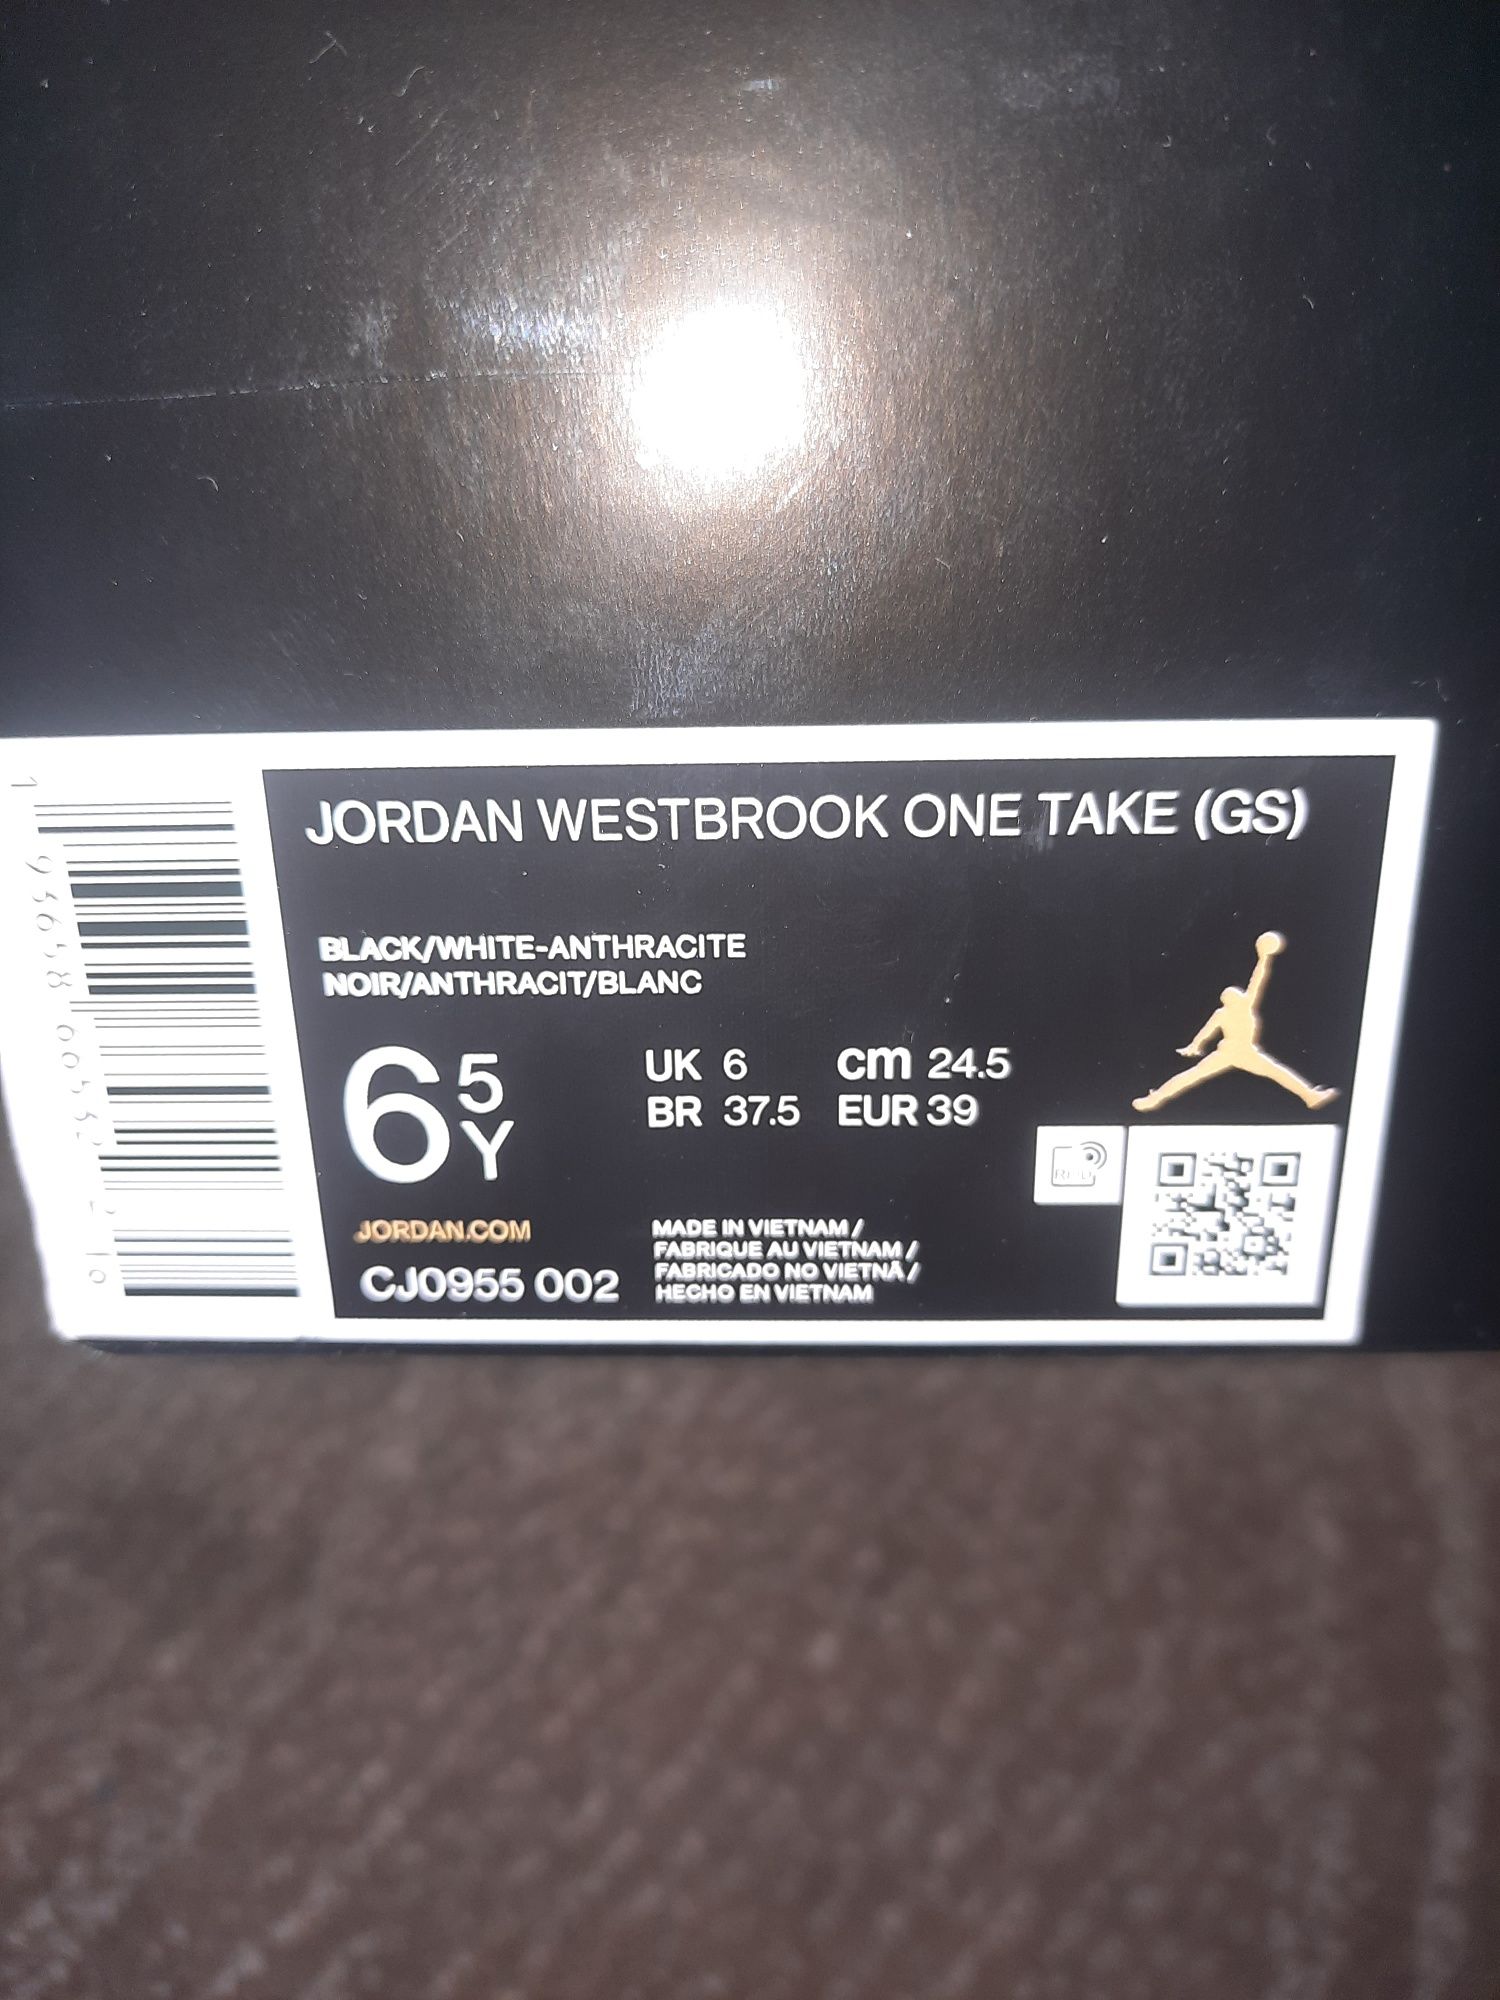 JORDAN WESTBROOK ONE TAKE (GS)
BLACK/WHITE-ANTHRACITE
NOIR/ANTHRACIT/BLANC
6 5 Y
UK 6 cm 24.5
BR 37.5 EUR 39
JORDAN.COM
CJ0955 002
MADE IN VIETNAM /
FABRIQUE AU VIETNAM /
FABRICADO NO VIETNÃ /
HECHO EN VIETNAM
RFID